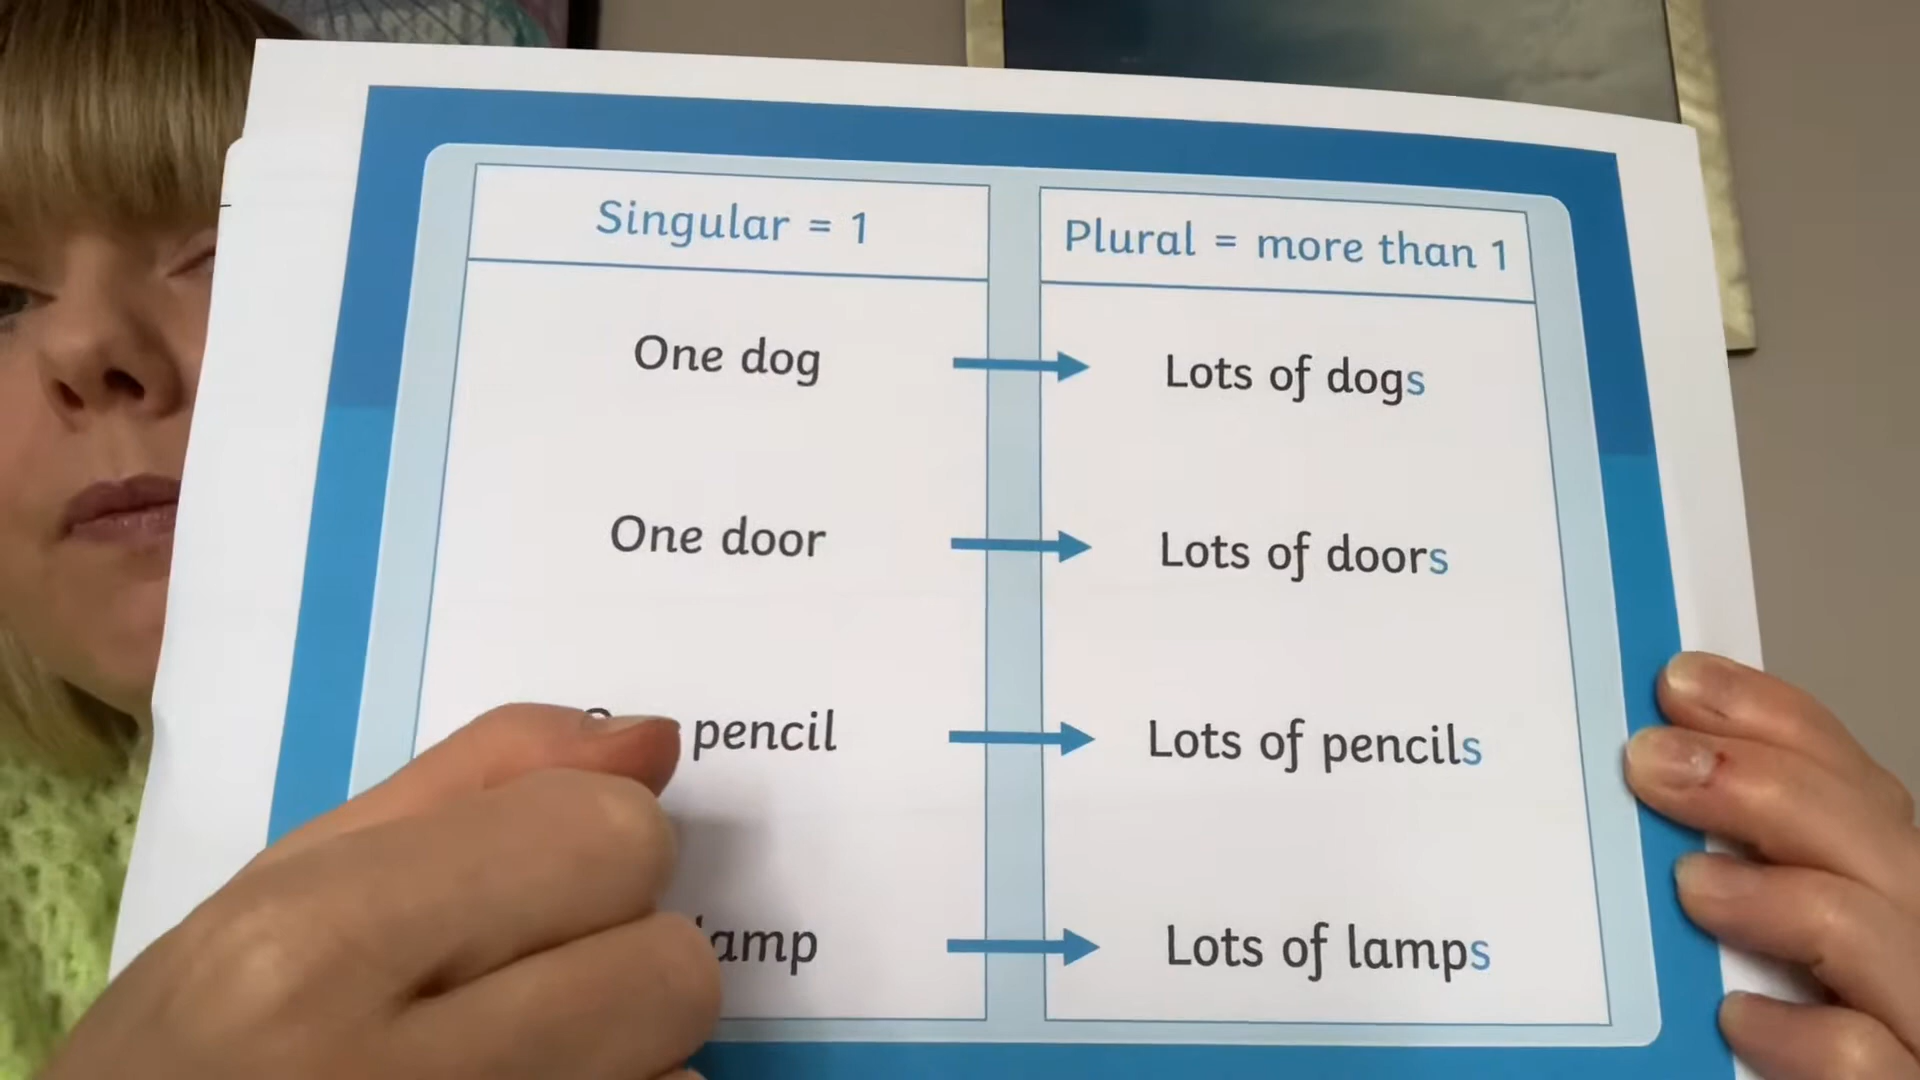 Singular = 1
Plural = more than 1
One dog
Lots of dogs
One door
Lots of doors
pencil
Lots of pencils
Lots of lamps